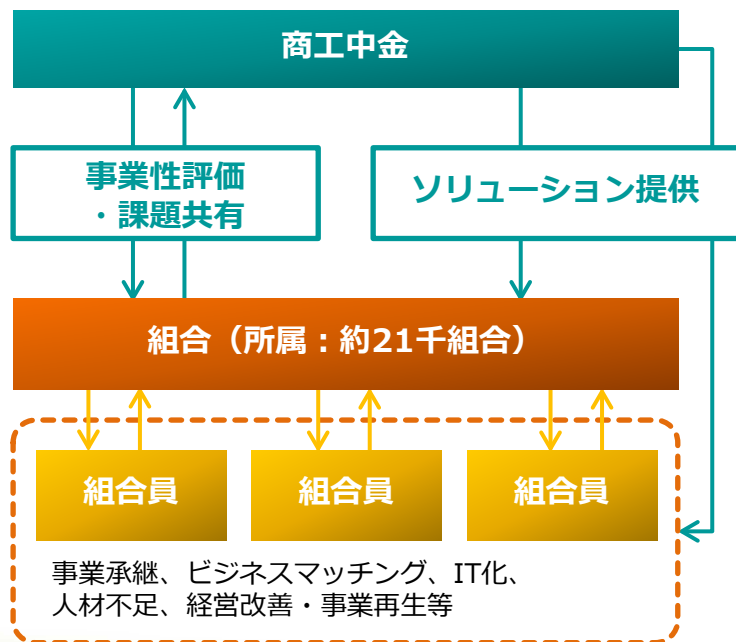 商工中金
事業性評価
・課題共有
ソリューション提供
組合（所属：約21千組合）
組合員
組合員
組合員
事業承継、ビジネスマッチング、IT化、
人材不足、経営改善・事業再生等